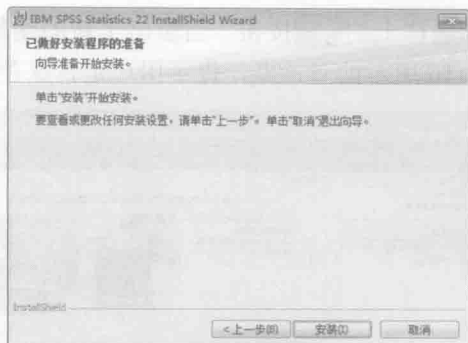 IBM SPSS Statistics 22 InstallShield Wizard
已做好安装程序的准备
向导准备开始安装。
单击“安装”开始安装。
要查看或更改任何安装设置，请单击“上一步”。单击“取消”退出向导。
InstallShield
<上一步(B) 安装(I) 取消